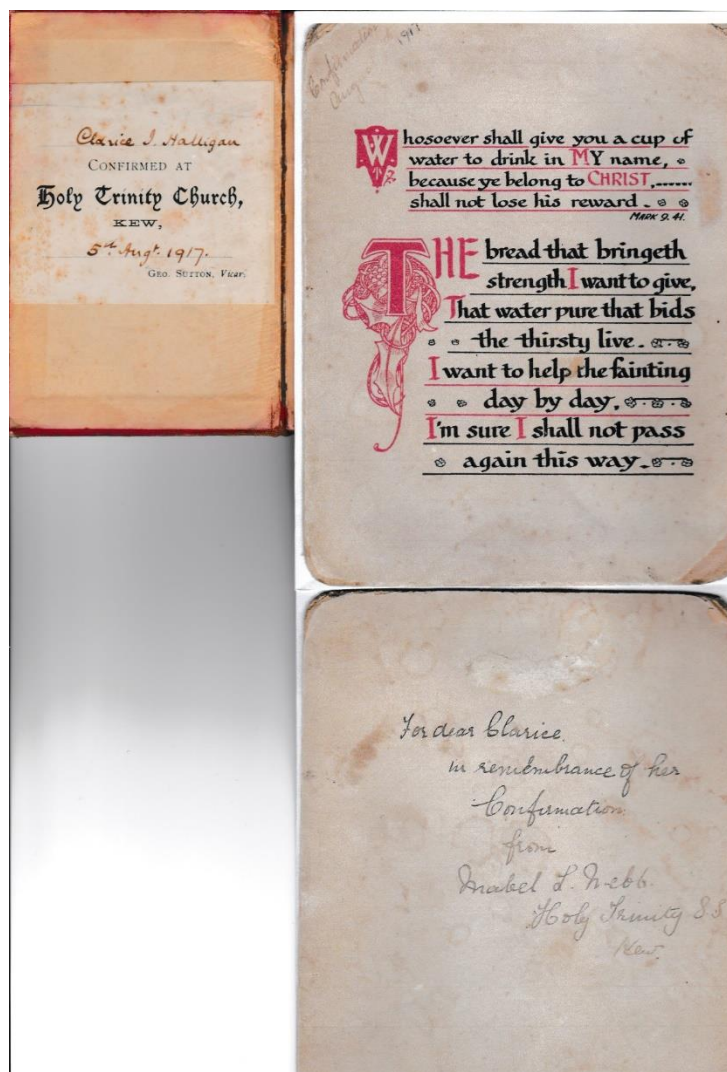 Clarice I. Halligan
CONFIRMED AT
Holy Trinity Church,
KEW,
5th Augt. 1917.
GEO. SUTTON, Vicar.
Confirmation
Aug 1917
Whosoever shall give you a cup of
water to drink in MY name,
because ye belong to CHRIST,
shall not lose his reward.
MARK 9. 41.
THE bread that bringeth
strength I want to give,
That water pure that bids
the thirsty live.
I want to help the fainting
day by day,
I'm sure I shall not pass
again this way.
For dear Clarice
in remembrance of her
Confirmation
from
Mabel L. Webb.
Holy Trinity S.S
Kew.